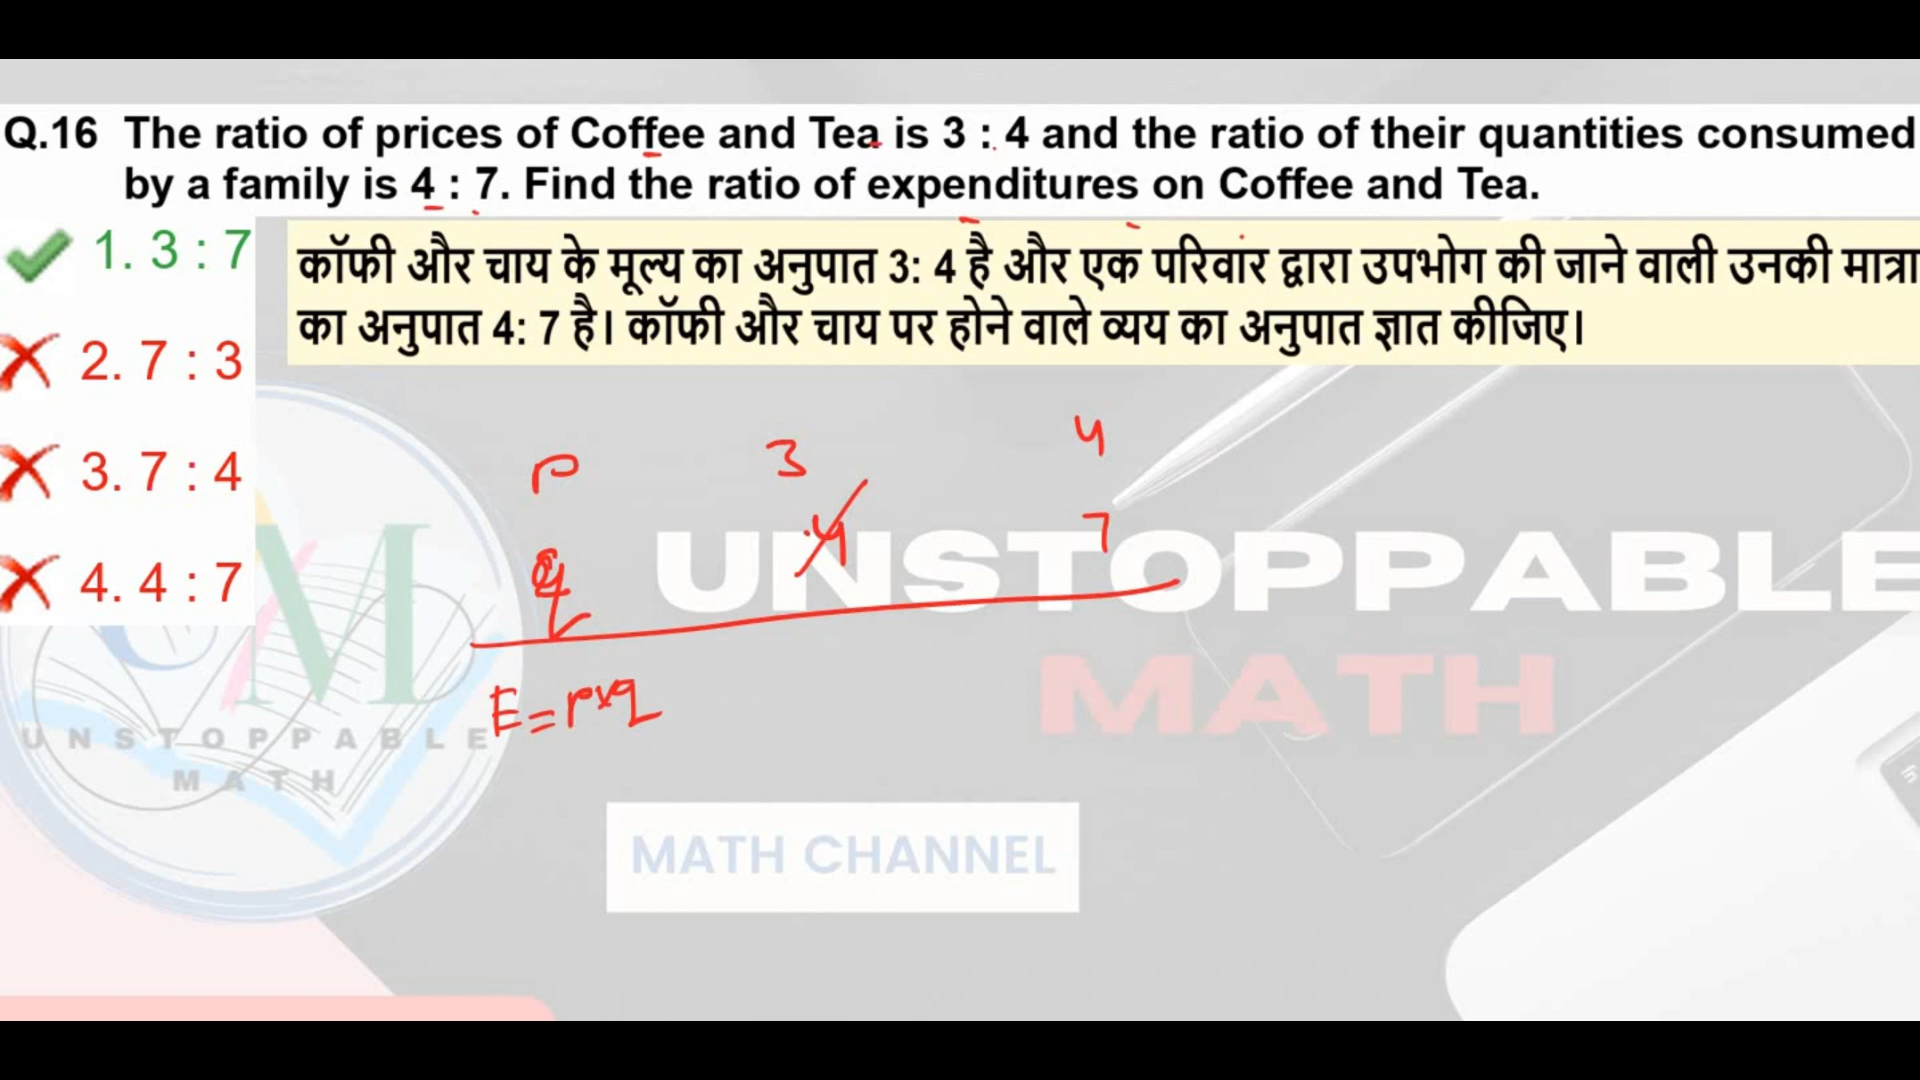 Q.16 The ratio of prices of Coffee and Tea is 3 : 4 and the ratio of their quantities consumed
by a family is 4 : 7. Find the ratio of expenditures on Coffee and Tea.
1. 3 : 7
2. 7 : 3
3. 7 : 4
4. 4 : 7
कॉफी और चाय के मूल्य का अनुपात 3: 4 है और एक परिवार द्वारा उपभोग की जाने वाली उनकी मात्रा
का अनुपात 4: 7 है। कॉफी और चाय पर होने वाले व्यय का अनुपात ज्ञात कीजिए।
P 3 4
q 4 7
E = p×q
UNSTOPPABLE
MATH
UNSTOPPABLE
MATH
MATH CHANNEL